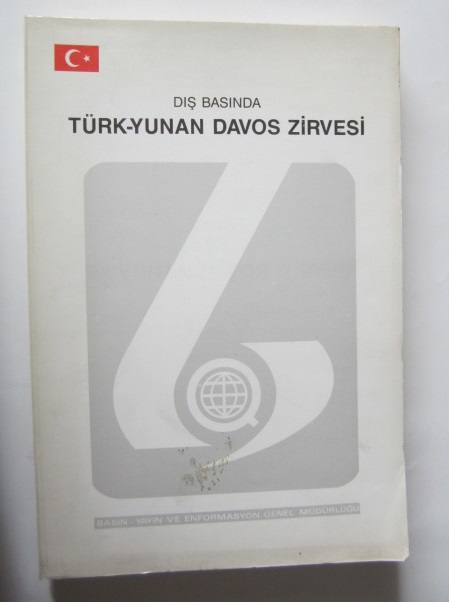 DIŞ BASINDA
TÜRK-YUNAN DAVOS ZİRVESİ
BASIN - YAYIN VE ENFORMASYON GENEL MÜDÜRLÜĞÜ